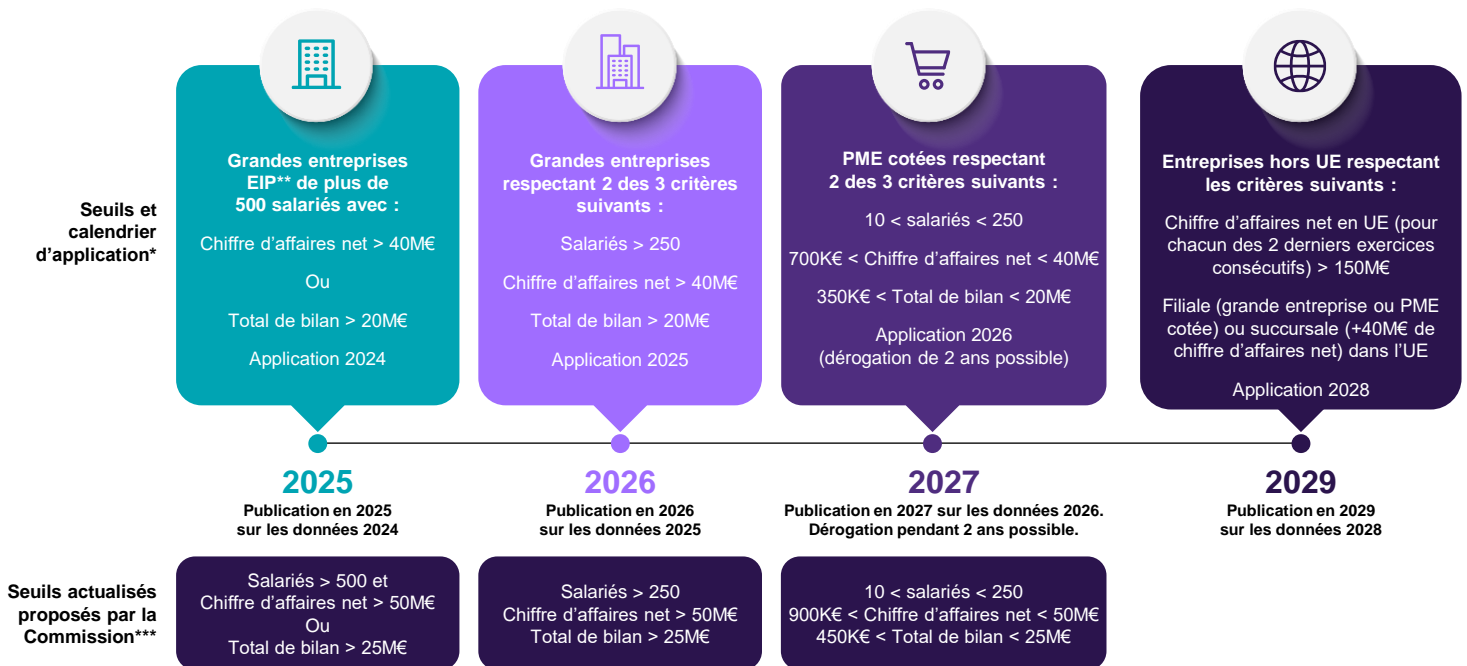 Seuils et
calendrier
d'application*
Grandes entreprises
EIP** de plus de
500 salariés avec :
Chiffre d'affaires net > 40M€
Ou
Total de bilan > 20M€
Application 2024
Grandes entreprises
respectant 2 des 3 critères
suivants :
Salariés > 250
Chiffre d'affaires net > 40M€
Total de bilan > 20M€
Application 2025
PME cotées respectant
2 des 3 critères suivants :
10 < salariés < 250
700K€ < Chiffre d'affaires net < 40M€
350K€ < Total de bilan < 20M€
Application 2026
(dérogation de 2 ans possible)
Entreprises hors UE respectant
les critères suivants :
Chiffre d'affaires net en UE (pour
chacun des 2 derniers exercices
consécutifs) > 150M€
Filiale (grande entreprise ou PME
cotée) ou succursale (+40M€ de
chiffre d'affaires net) dans l'UE
Application 2028
2025
Publication en 2025
sur les données 2024
2026
Publication en 2026
sur les données 2025
2027
Publication en 2027 sur les données 2026.
Dérogation pendant 2 ans possible.
2029
Publication en 2029
sur les données 2028
Seuils actualisés
proposés par la
Commission***
Salariés > 500 et
Chiffre d'affaires net > 50M€
Ou
Total de bilan > 25M€
Salariés > 250
Chiffre d'affaires net > 50M€
Total de bilan > 25M€
10 < salariés < 250
900K€ < Chiffre d'affaires net < 50M€
450K€ < Total de bilan < 25M€